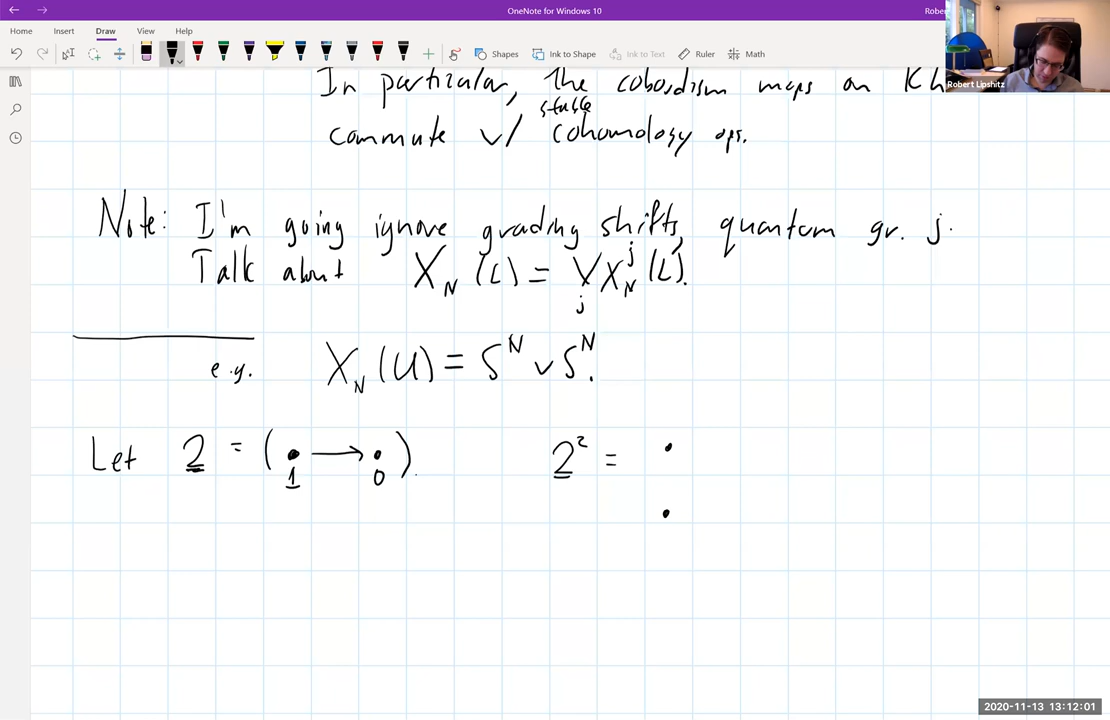 OneNote for Windows 10
Rober
Home Insert Draw View Help
Shapes Ink to Shape Ink to Text Ruler Math
Robert Lipshitz
In particular, the cobordism maps on Kh
stable
commute w/ cohomology ops.
Note: I'm going ignore grading shifts, quantum gr. j.
Talk about X_N (L) = ∨_j X_N^j (L).
e.g. X_N (U) = S^N ∨ S^N.
Let 2 = ( • → • ). 2^2 =
1 0
2020-11-13 13:12:01